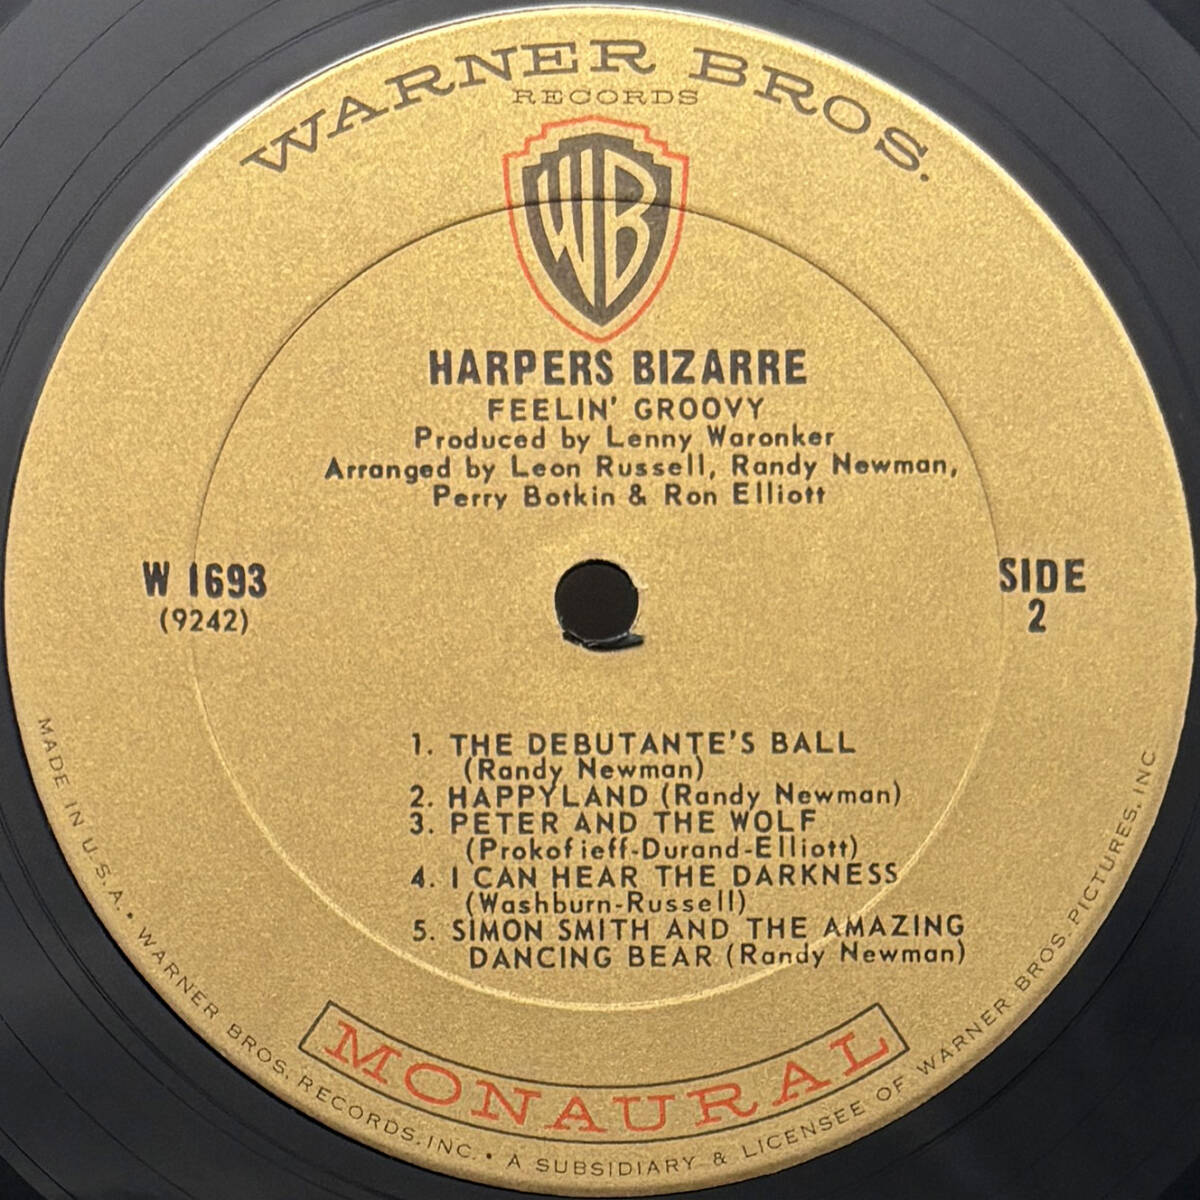 WARNER BROS.
RECORDS
WB
HARPERS BIZARRE
FEELIN' GROOVY
Produced by Lenny Waronker
Arranged by Leon Russell, Randy Newman,
Perry Botkin & Ron Elliott
W 1693
(9242)
SIDE
2
1. THE DEBUTANTE'S BALL
(Randy Newman)
2. HAPPYLAND (Randy Newman)
3. PETER AND THE WOLF
(Prokofieff-Durand-Elliott)
4. I CAN HEAR THE DARKNESS
(Washburn-Russell)
5. SIMON SMITH AND THE AMAZING
DANCING BEAR (Randy Newman)
MONAURAL
MADE IN U.S.A. • WARNER BROS. RECORDS, INC. • A SUBSIDIARY & LICENSEE OF WARNER BROS. PICTURES, INC